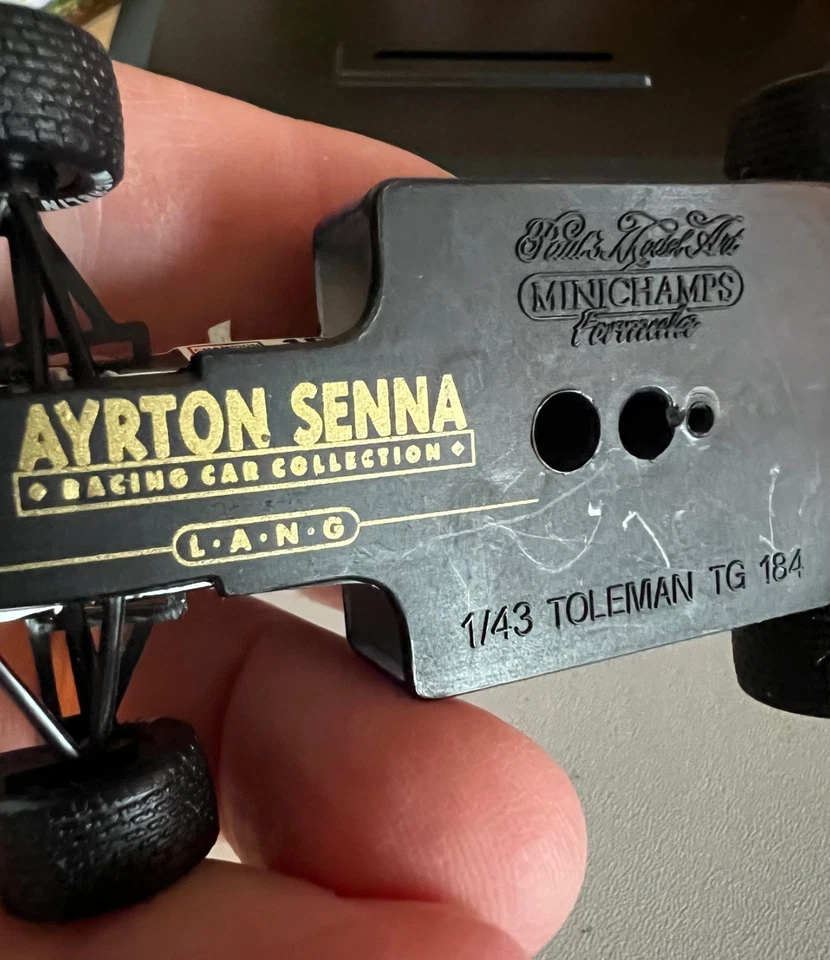 Paul's Model Art
MINICHAMPS
Formula
AYRTON SENNA
RACING CAR COLLECTION
L·A·N·G
1/43 TOLEMAN TG 184